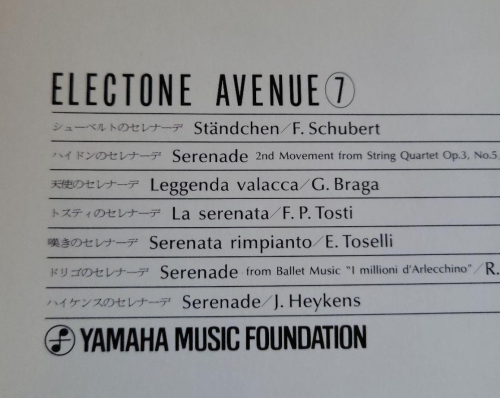 ELECTONE AVENUE⑦
シューベルトのセレナーデ Ständchen/F. Schubert
ハイドンのセレナーデ Serenade 2nd Movement from String Quartet Op.3, No.5,
天使のセレナーデ Leggenda valacca/G. Braga
トスティのセレナーデ La serenata/F. P. Tosti
嘆きのセレナーデ Serenata rimpianto/E. Toselli
ドリゴのセレナーデ Serenade from Ballet Music "I millioni d'Arlecchino"/R.
ハイケンスのセレナーデ Serenade/J. Heykens
YAMAHA MUSIC FOUNDATION